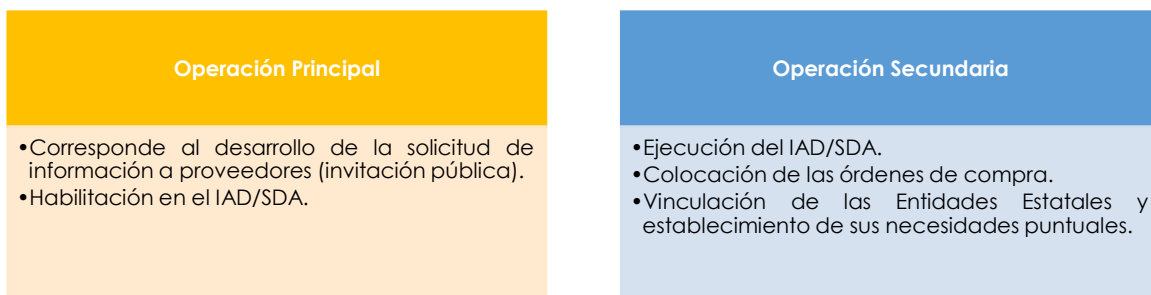 Operación Principal
•Corresponde al desarrollo de la solicitud de
información a proveedores (invitación pública).
•Habilitación en el IAD/SDA.
Operación Secundaria
•Ejecución del IAD/SDA.
•Colocación de las órdenes de compra.
•Vinculación de las Entidades Estatales y
establecimiento de sus necesidades puntuales.